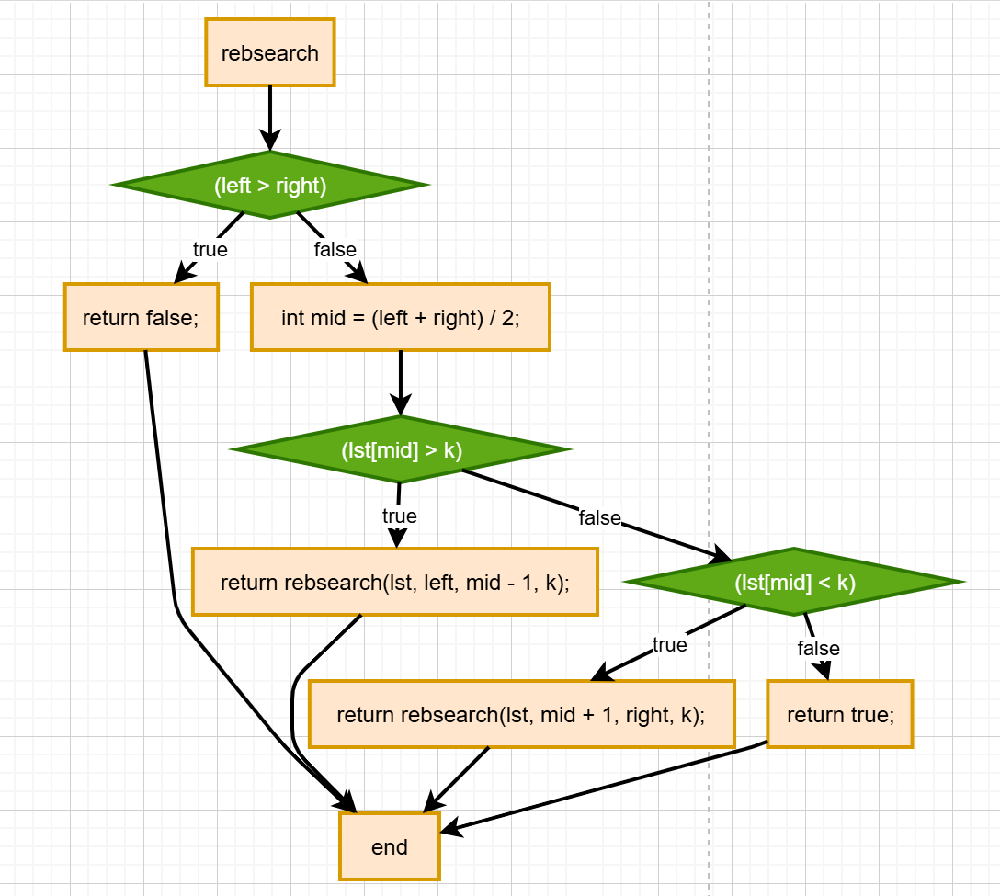 rebsearch
(left > right)
true
false
return false;
int mid = (left + right) / 2;
(lst[mid] > k)
true
false
return rebsearch(lst, left, mid - 1, k);
(lst[mid] < k)
true
false
return rebsearch(lst, mid + 1, right, k);
return true;
end